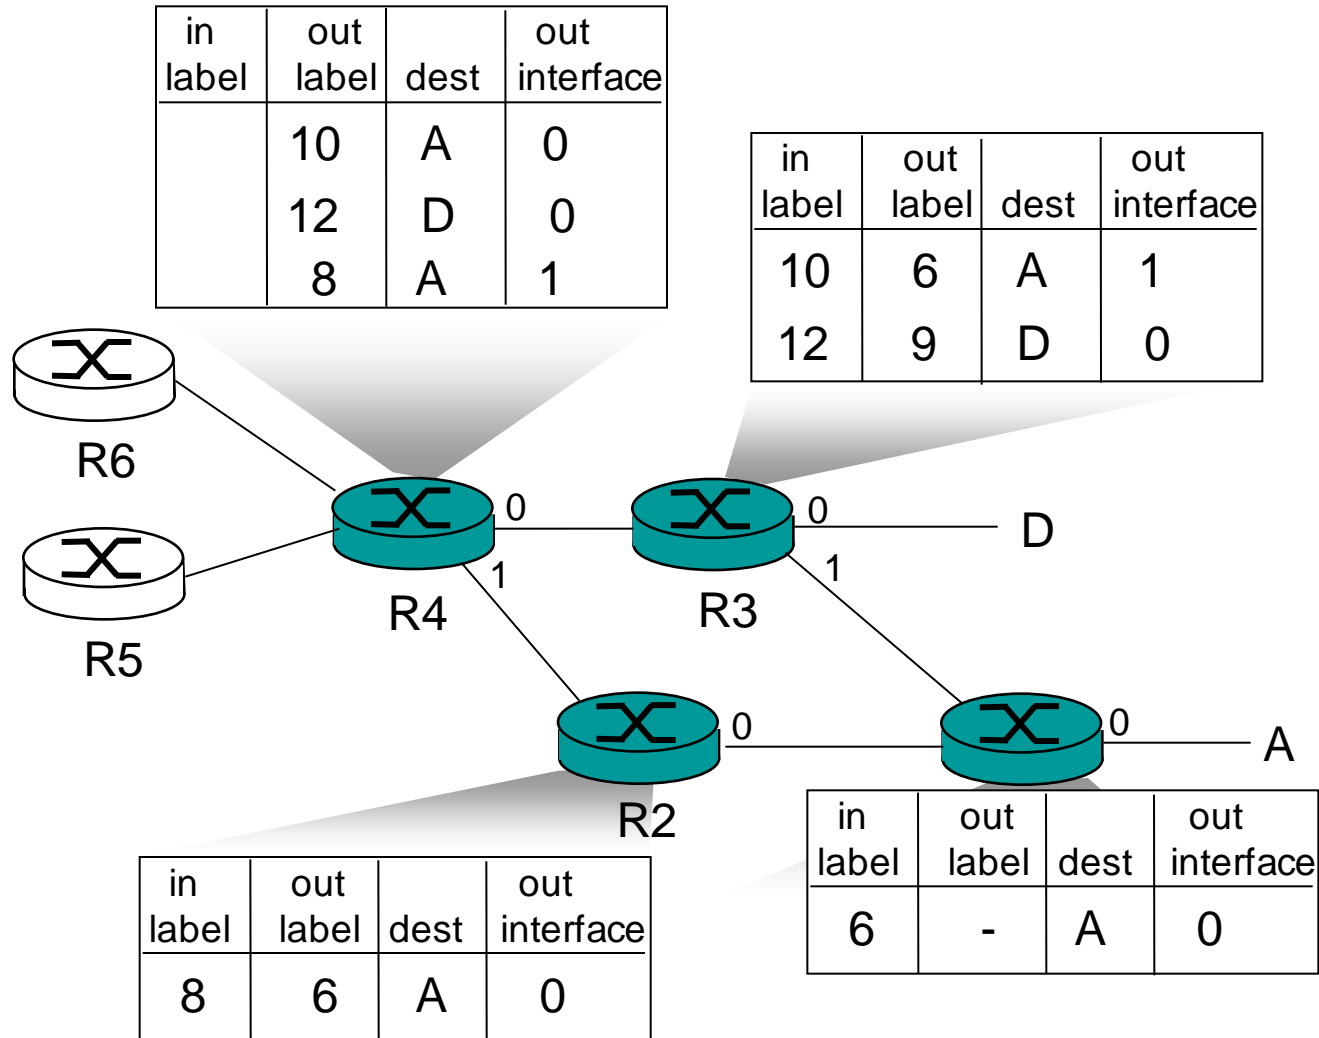 in out out
label label dest interface
10 A 0
12 D 0
8 A 1
in out out
label label dest interface
10 6 A 1
12 9 D 0
R6
R5
R4
0
1
R3
0
1
D
R2
0
0
A
in out out
label label dest interface
8 6 A 0
in out out
label label dest interface
6 - A 0